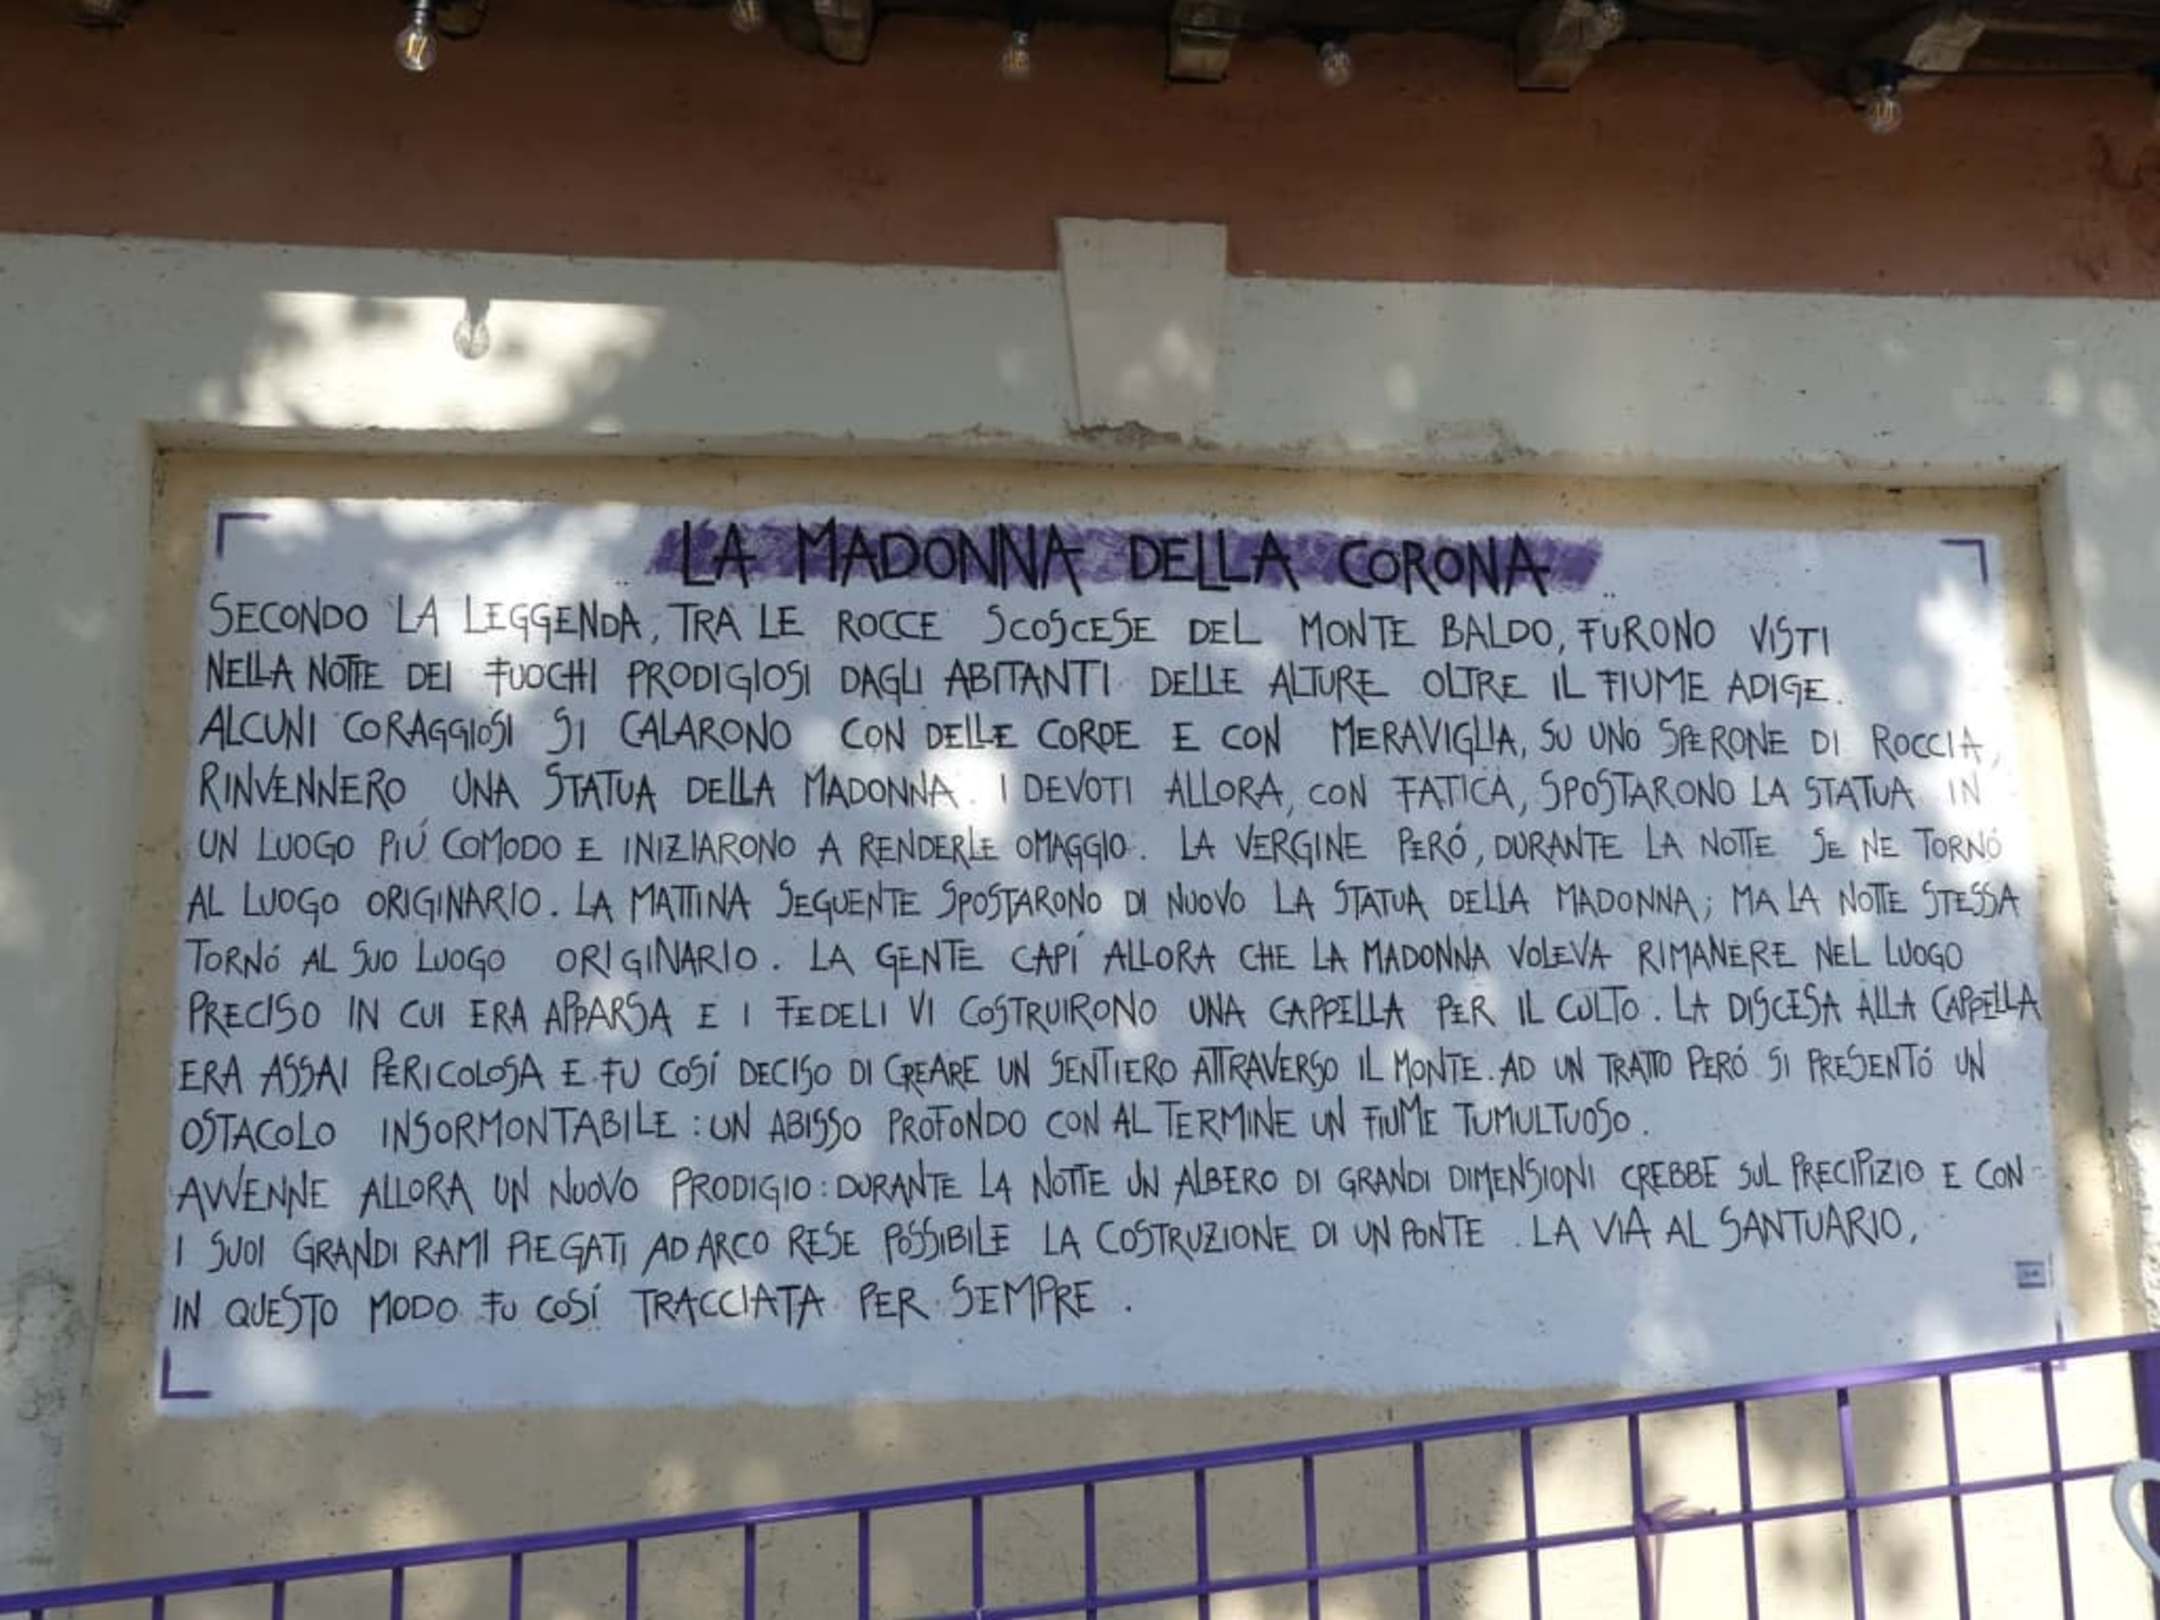 LA MADONNA DELLA CORONA
SECONDO LA LEGGENDA, TRA LE ROCCE SCOSCESE DEL MONTE BALDO, FURONO VISTI
NELLA NOTTE DEI FUOCHI PRODIGIOSI DAGLI ABITANTI DELLE ALTURE OLTRE IL FIUME ADIGE.
ALCUNI CORAGGIOSI SI CALARONO CON DELLE CORDE E CON MERAVIGLIA, SU UNO SPERONE DI ROCCIA,
RINVENNERO UNA STATUA DELLA MADONNA. I DEVOTI ALLORA, CON FATICA, SPOSTARONO LA STATUA IN
UN LUOGO PIÚ COMODO E INIZIARONO A RENDERLE OMAGGIO. LA VERGINE PERÓ, DURANTE LA NOTTE SE NE TORNÓ
AL LUOGO ORIGINARIO. LA MATTINA SEGUENTE SPOSTARONO DI NUOVO LA STATUA DELLA MADONNA; MA LA NOTTE STESSA
TORNÓ AL SUO LUOGO ORIGINARIO. LA GENTE CAPÍ ALLORA CHE LA MADONNA VOLEVA RIMANERE NEL LUOGO
PRECISO IN CUI ERA APPARSA E I FEDELI VI COSTRUIRONO UNA CAPPELLA PER IL CULTO. LA DISCESA ALLA CAPPELLA
ERA ASSAI PERICOLOSA E FU COSÍ DECISO DI CREARE UN SENTIERO ATTRAVERSO IL MONTE. AD UN TRATTO PERÓ SI PRESENTÓ UN
OSTACOLO INSORMONTABILE: UN ABISSO PROFONDO CON AL TERMINE UN FIUME TUMULTUOSO.
AVVENNE ALLORA UN NUOVO PRODIGIO: DURANTE LA NOTTE UN ALBERO DI GRANDI DIMENSIONI CREBBE SUL PRECIPIZIO E CON
I SUOI GRANDI RAMI PIEGATI AD ARCO RESE POSSIBILE LA COSTRUZIONE DI UN PONTE. LA VIA AL SANTUARIO,
IN QUESTO MODO FU COSÍ TRACCIATA PER SEMPRE.